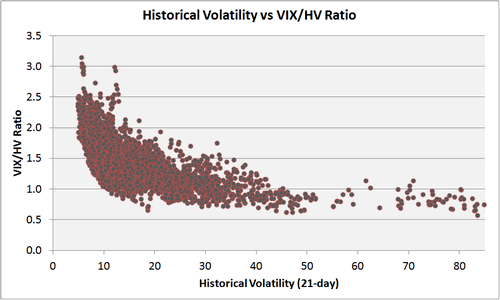 Historical Volatility vs VIX/HV Ratio
3.5
3.0
2.5
2.0
1.5
1.0
0.5
0.0
VIX/HV Ratio
0 10 20 30 40 50 60 70 80
Historical Volatility (21-day)